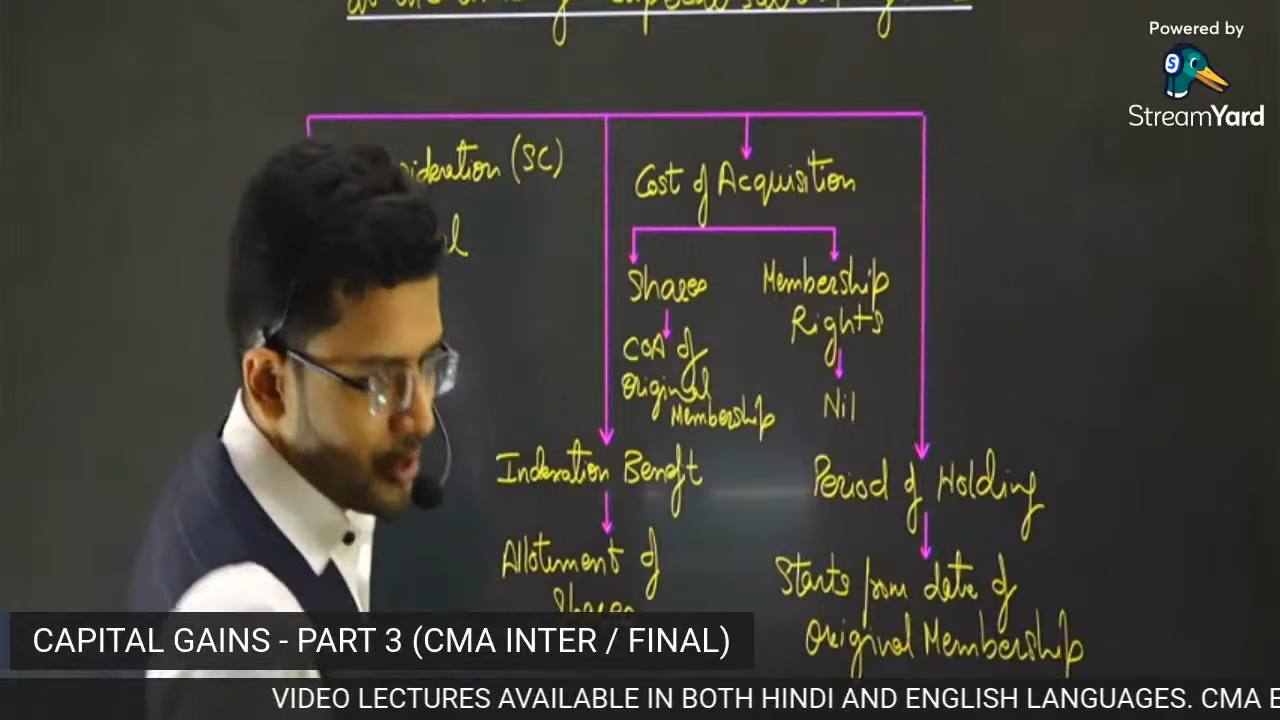 Powered by
StreamYard
(SC)
Cost of Acquisition
Shares
Membership
Rights
COA of
Original
Membership
Nil
Indexation Benefit
Period of Holding
Allotement of
Shares
Starts from date of
Original Membership
CAPITAL GAINS - PART 3 (CMA INTER / FINAL)
VIDEO LECTURES AVAILABLE IN BOTH HINDI AND ENGLISH LANGUAGES. CMA